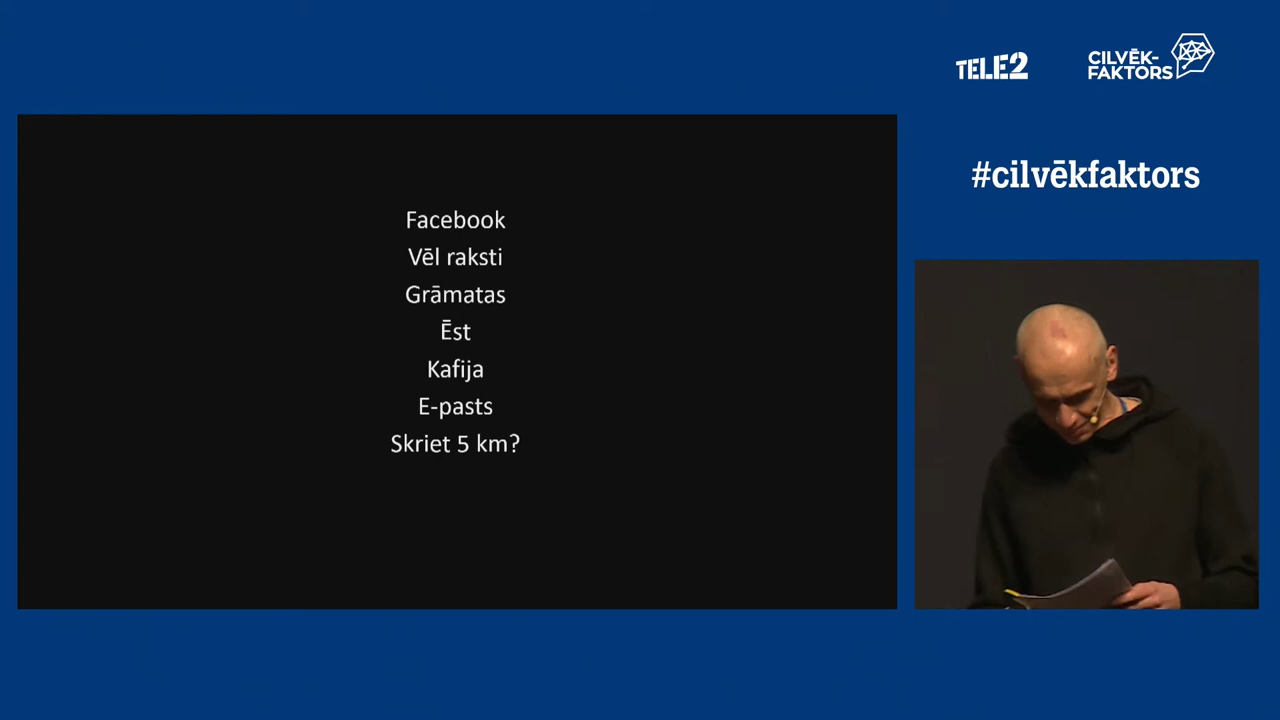 TELE2
CILVĒK-
FAKTORS
#cilvēkfaktors
Facebook
Vēl raksti
Grāmatas
Ēst
Kafija
E-pasts
Skriet 5 km?